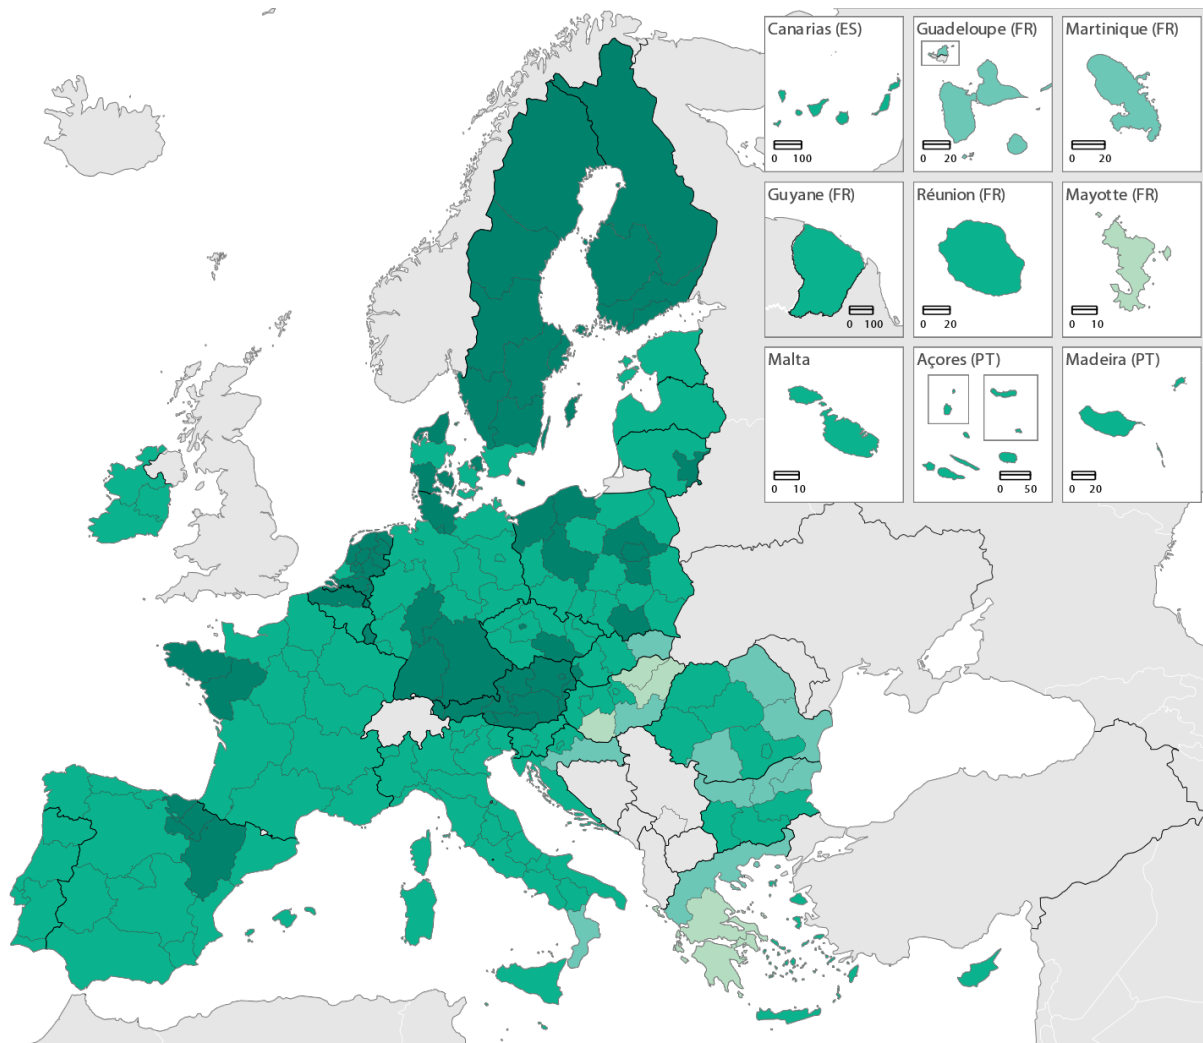 Canarias (ES)
0 100
Guadeloupe (FR)
0 20
Martinique (FR)
0 20
Guyane (FR)
0 100
Réunion (FR)
0 20
Mayotte (FR)
0 10
Malta
0 10
Açores (PT)
0 50
Madeira (PT)
0 20